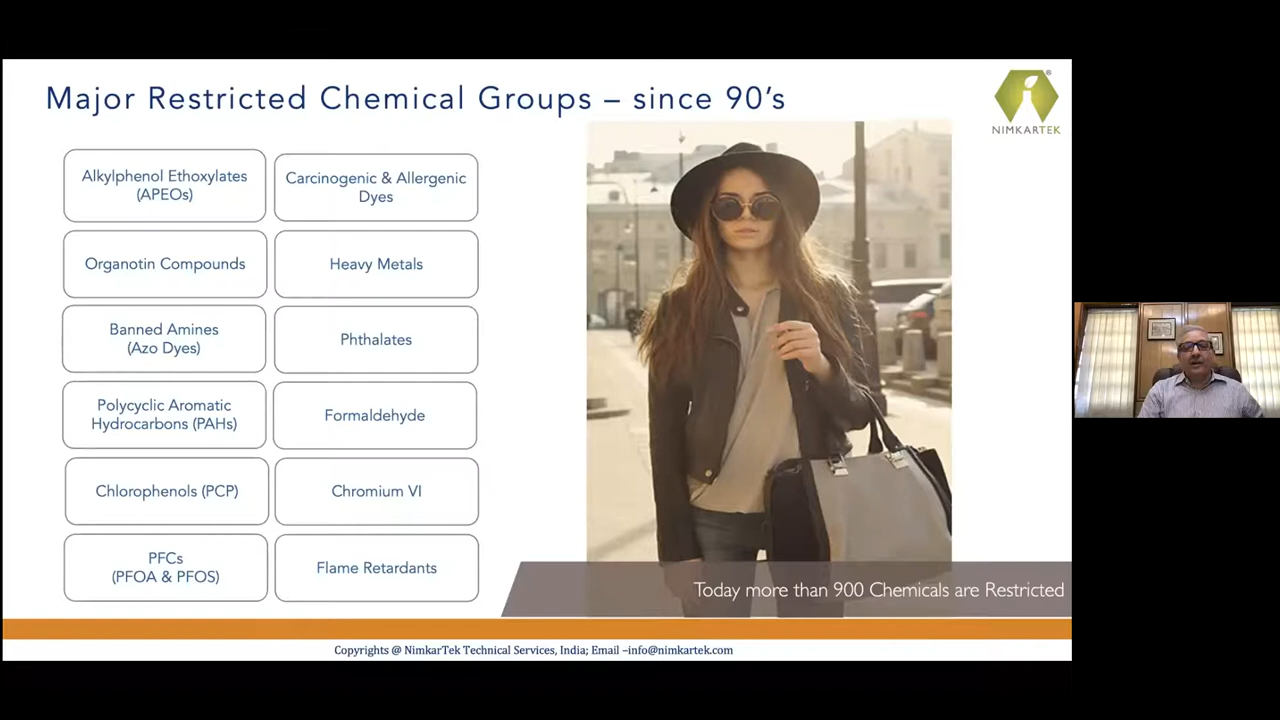 Major Restricted Chemical Groups – since 90's
®
NIMKARTEK
Alkylphenol Ethoxylates
(APEOs)
Carcinogenic & Allergenic
Dyes
Organotin Compounds
Heavy Metals
Banned Amines
(Azo Dyes)
Phthalates
Polycyclic Aromatic
Hydrocarbons (PAHs)
Formaldehyde
Chlorophenols (PCP)
Chromium VI
PFCs
(PFOA & PFOS)
Flame Retardants
Today more than 900 Chemicals are Restricted
Copyrights @ NimkarTek Technical Services, India; Email –info@nimkartek.com